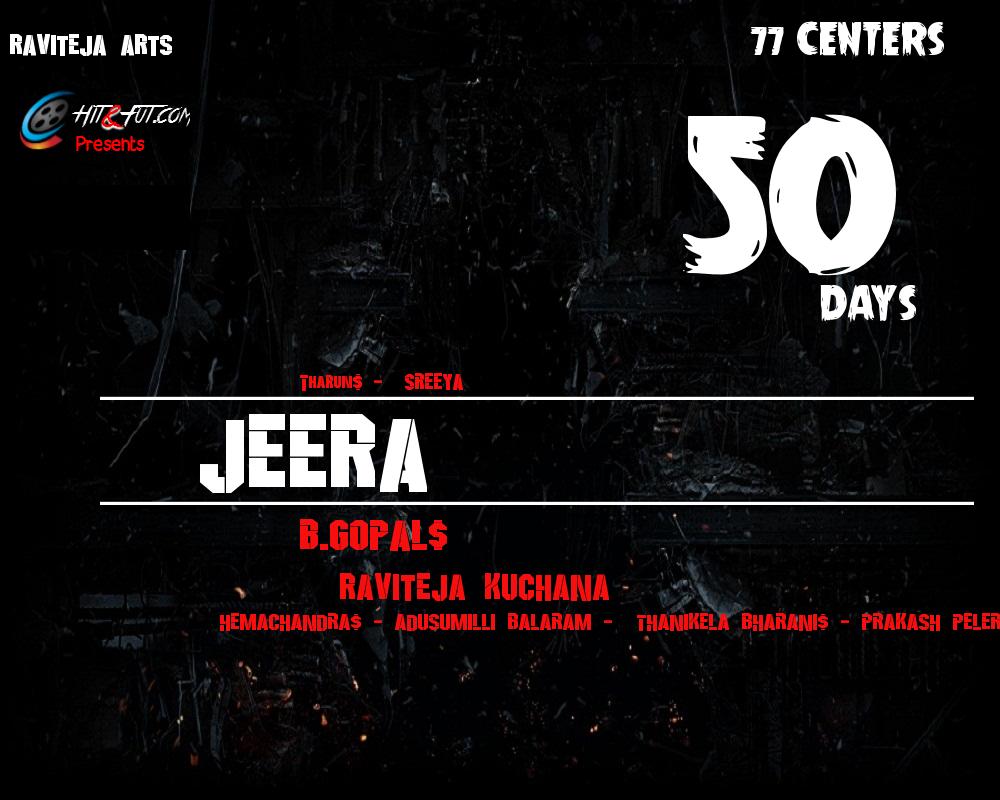 RAVITEJA ARTS
77 CENTERS
HIT&FUT.COM
Presents
50
DAYS
THARUN$ - SREEYA
JEERA
B.GOPAL$
RAVITEJA KUCHANA
HEMACHANDRA$ - ADUSUMILLI BALARAM - THANIKELA BHARANI$ - PRAKASH PELER